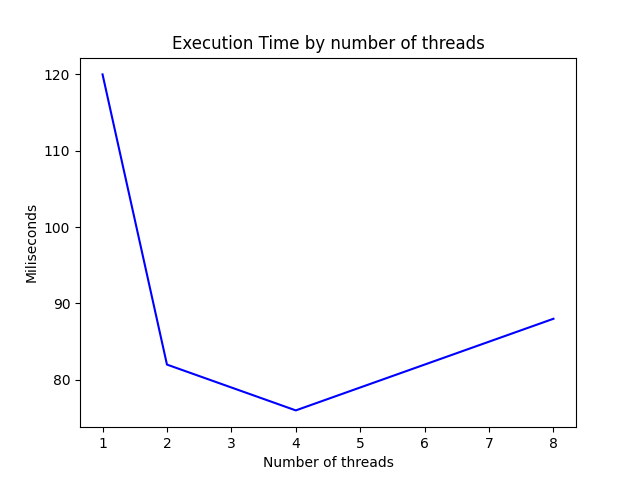 Execution Time by number of threads
120
110
100
90
80
Miliseconds
1 2 3 4 5 6 7 8
Number of threads